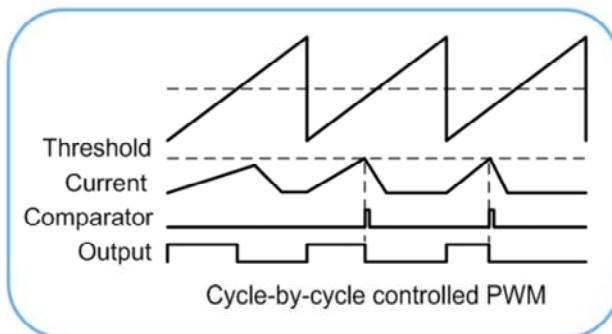 Threshold
Current
Comparator
Output
Cycle-by-cycle controlled PWM